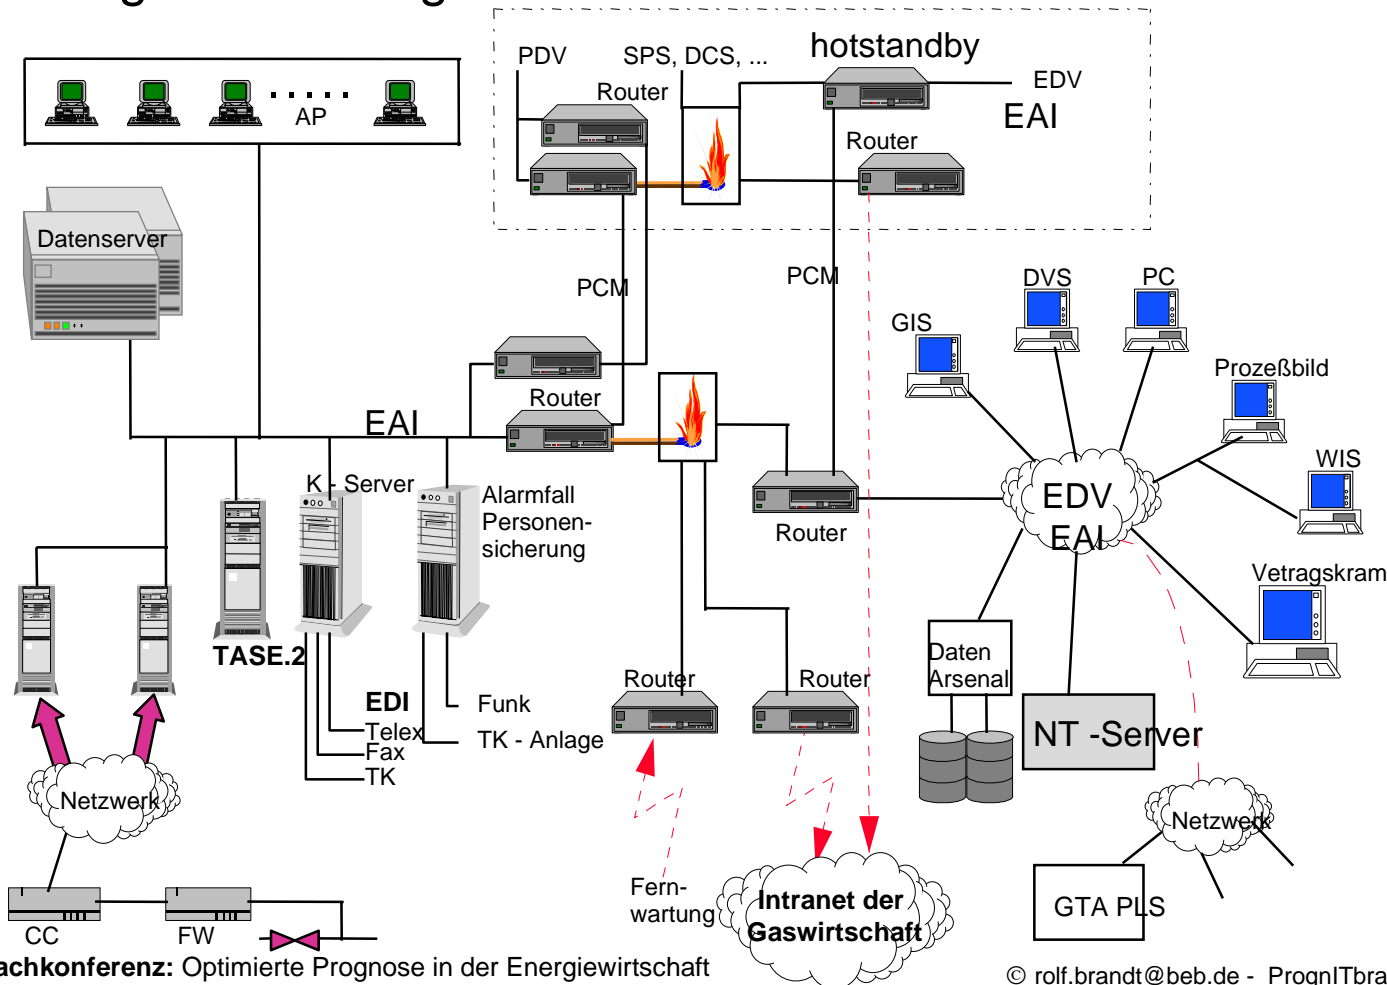 PDV
SPS, DCS, ...
hotstandby
EDV
EAI
Router
Router
AP
Datenserver
PCM
PCM
DVS
PC
GIS
Prozeßbild
Router
EAI
WIS
K - Server
Alarmfall
Personen-
sicherung
EDV
EAI
Router
Vetragskram
TASE.2
Daten
Arsenal
Router
Router
EDI
Funk
Telex
TK - Anlage
Fax
TK
NT -Server
Netzwerk
Netzwerk
Fern-
wartung
Intranet der
Gaswirtschaft
GTA PLS
CC
FW
achkonferenz: Optimierte Prognose in der Energiewirtschaft
© rolf.brandt@beb.de - PrognITbra